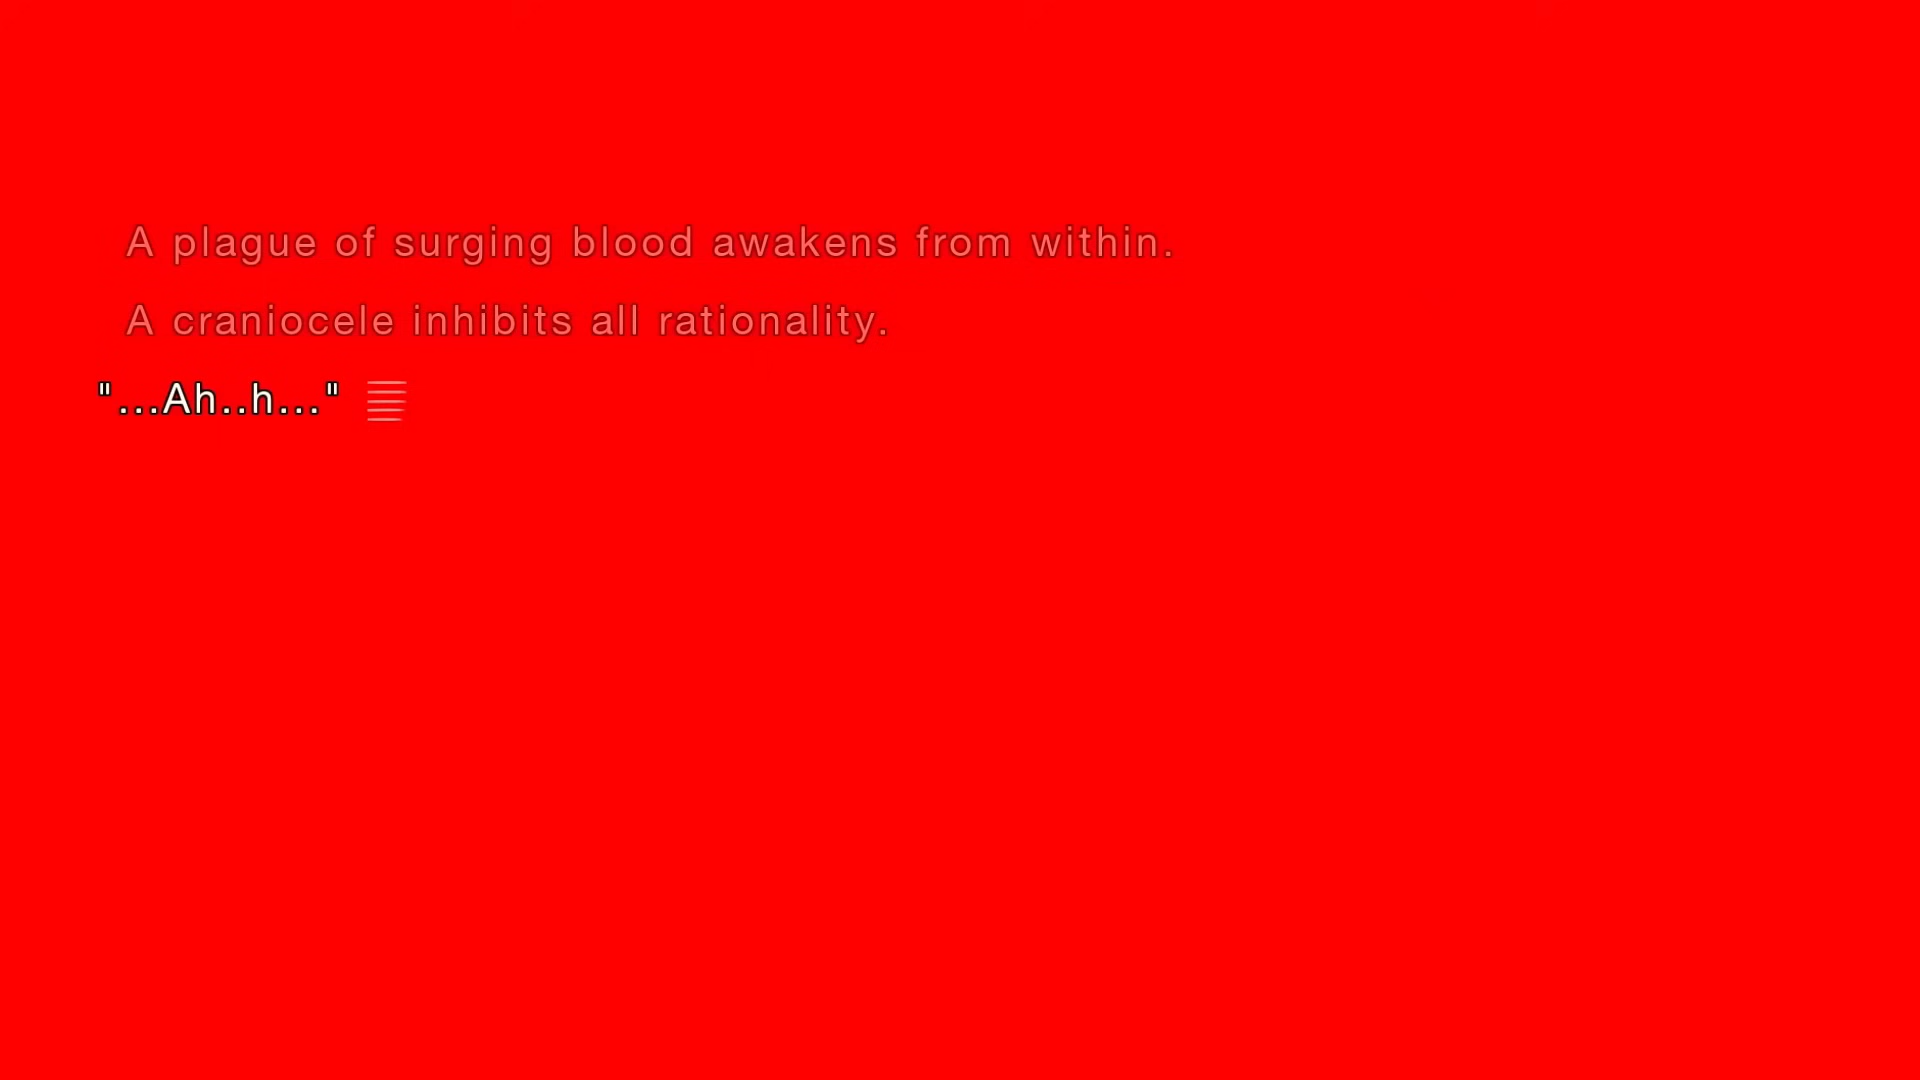 A plague of surging blood awakens from within.
A craniocele inhibits all rationality.
"...Ah..h..."